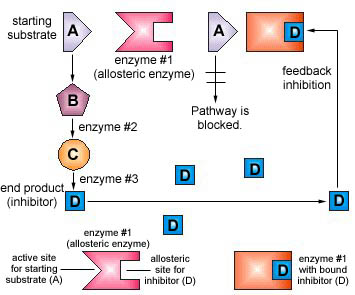 starting
substrate
A
enzyme #1
(allosteric enzyme)
A
D
feedback
inhibition
Pathway is
blocked.
B
enzyme #2
C
enzyme #3
end product
(inhibitor)
D
D
D
D
D
enzyme #1
(allosteric enzyme)
active site
for starting
substrate (A)
allosteric
site for
inhibitor (D)
D
enzyme #1
with bound
inhibitor (D)